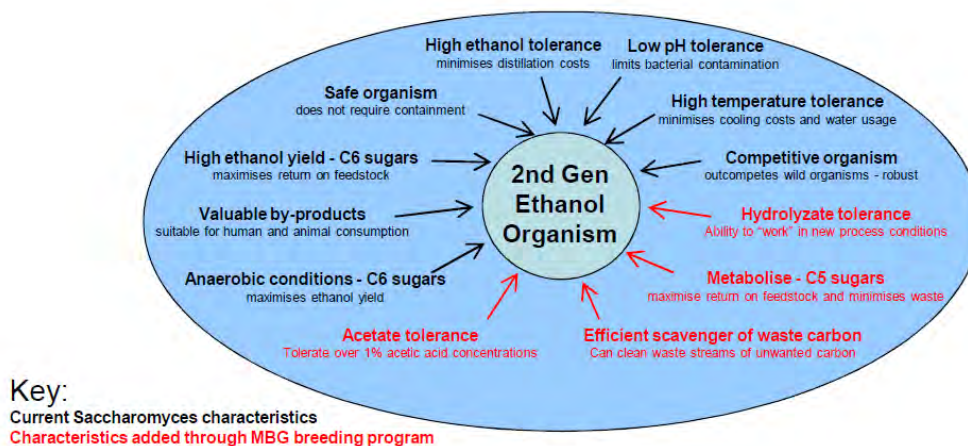 High ethanol tolerance
minimises distillation costs
Low pH tolerance
limits bacterial contamination
Safe organism
does not require containment
High temperature tolerance
minimises cooling costs and water usage
High ethanol yield - C6 sugars
maximises return on feedstock
2nd Gen
Ethanol
Organism
Competitive organism
outcompetes wild organisms - robust
Valuable by-products
suitable for human and animal consumption
Hydrolyzate tolerance
Ability to “work” in new process conditions
Anaerobic conditions - C6 sugars
maximises ethanol yield
Metabolise - C5 sugars
maximise return on feedstock and minimises waste
Acetate tolerance
Tolerate over 1% acetic acid concentrations
Efficient scavenger of waste carbon
Can clean waste streams of unwanted carbon
Key:
Current Saccharomyces characteristics
Characteristics added through MBG breeding program